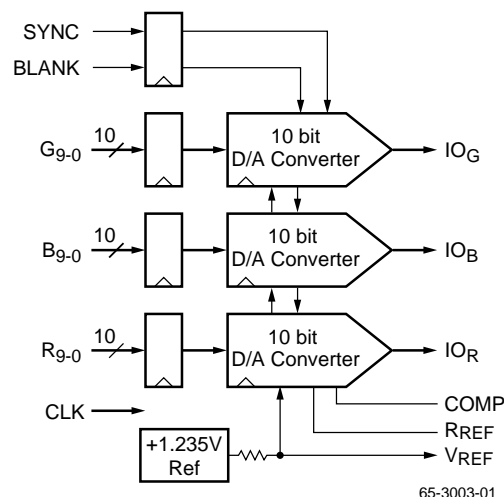 SYNC
BLANK
G9-0
10
10 bit
D/A Converter
IOG
B9-0
10
10 bit
D/A Converter
IOB
R9-0
10
10 bit
D/A Converter
IOR
CLK
COMP
RREF
+1.235V
Ref
VREF
65-3003-01